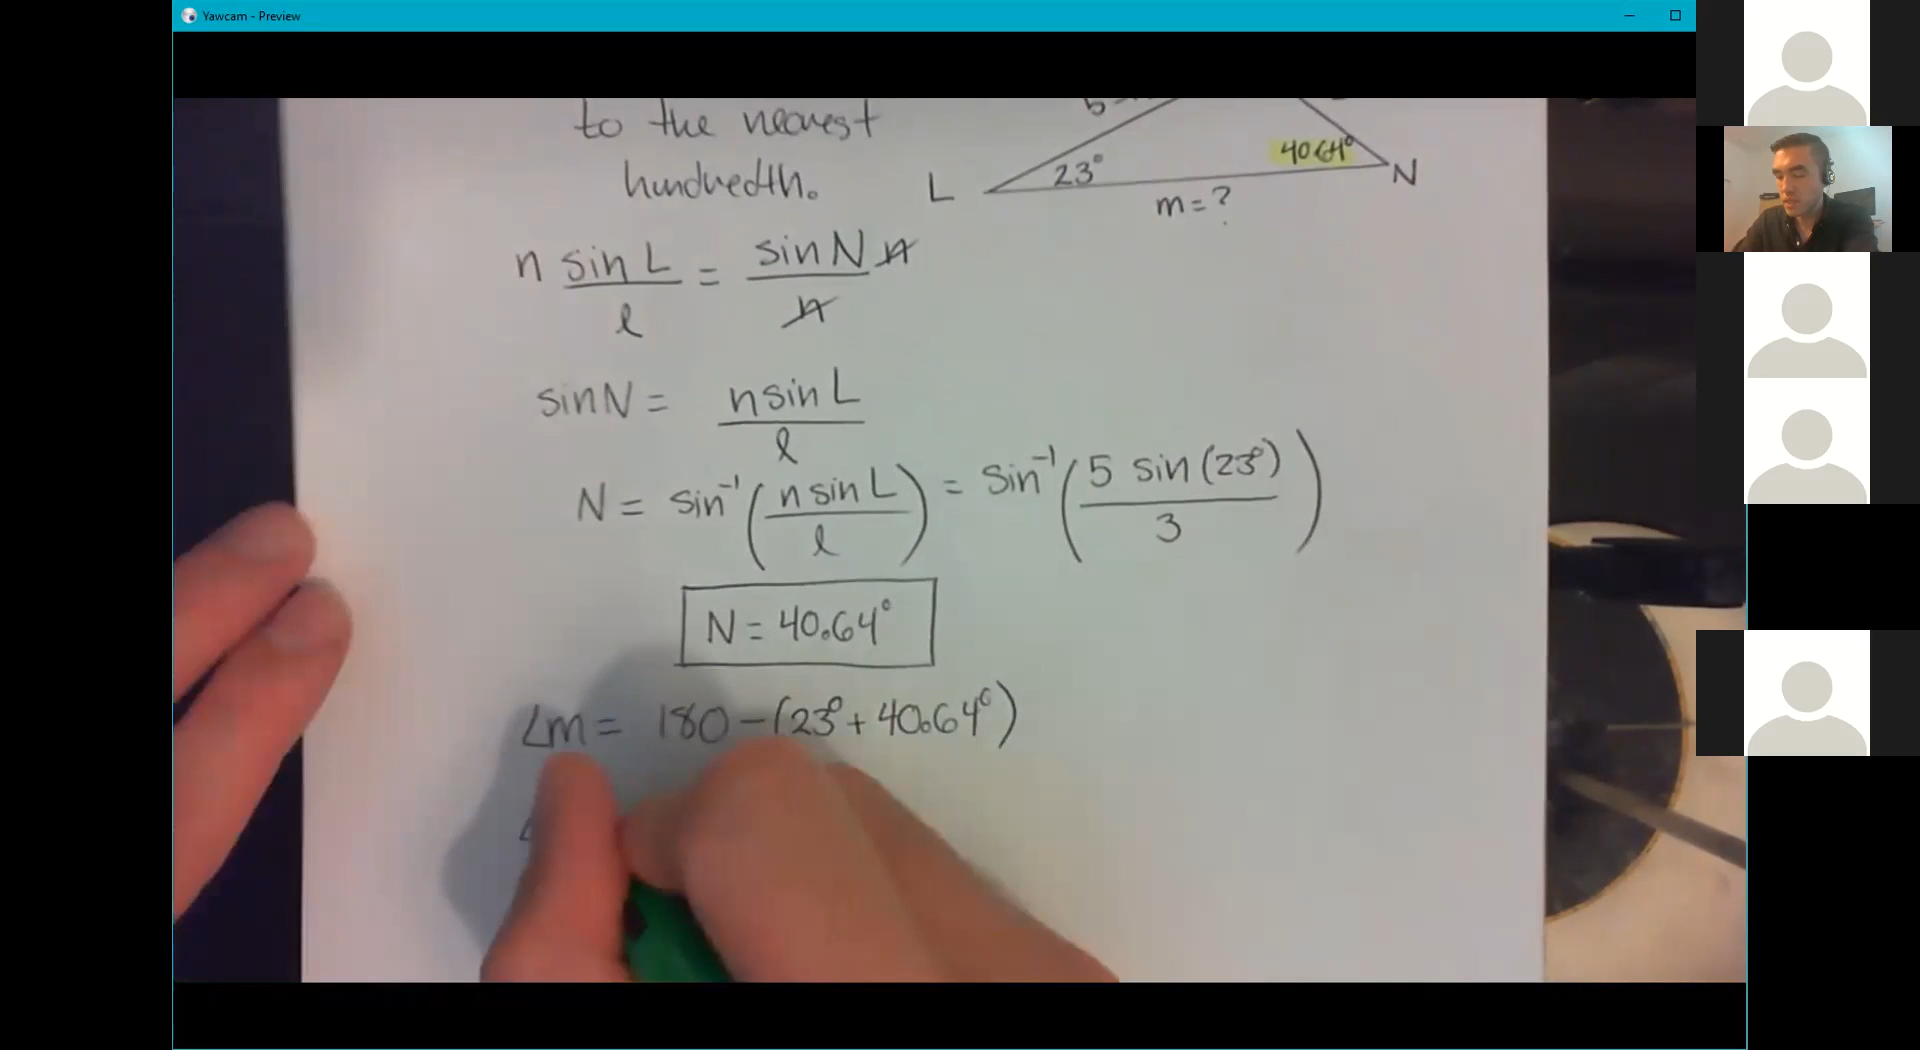 Yawcam - Preview
to the nearest
hundredth.
5
23°
40.64°
L
N
m = ?
n sin L / l = sin N n / n
sin N = n sin L / l
N = sin⁻¹ ( n sin L / l ) = sin⁻¹ ( 5 sin (23°) / 3 )
N = 40.64°
∠m = 180 - (23° + 40.64°)